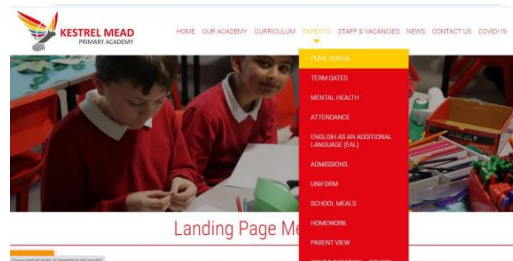 KESTREL MEAD
PRIMARY ACADEMY
HOME OUR ACADEMY CURRICULUM PARENTS STAFF & VACANCIES NEWS CONTACT US COVID-19
PUPIL PORTAL
TERM DATES
MENTAL HEALTH
ATTENDANCE
ENGLISH AS AN ADDITIONAL
LANGUAGE (EAL)
ADMISSIONS
UNIFORM
SCHOOL MEALS
HOMEWORK
PARENT VIEW
Landing Page Me